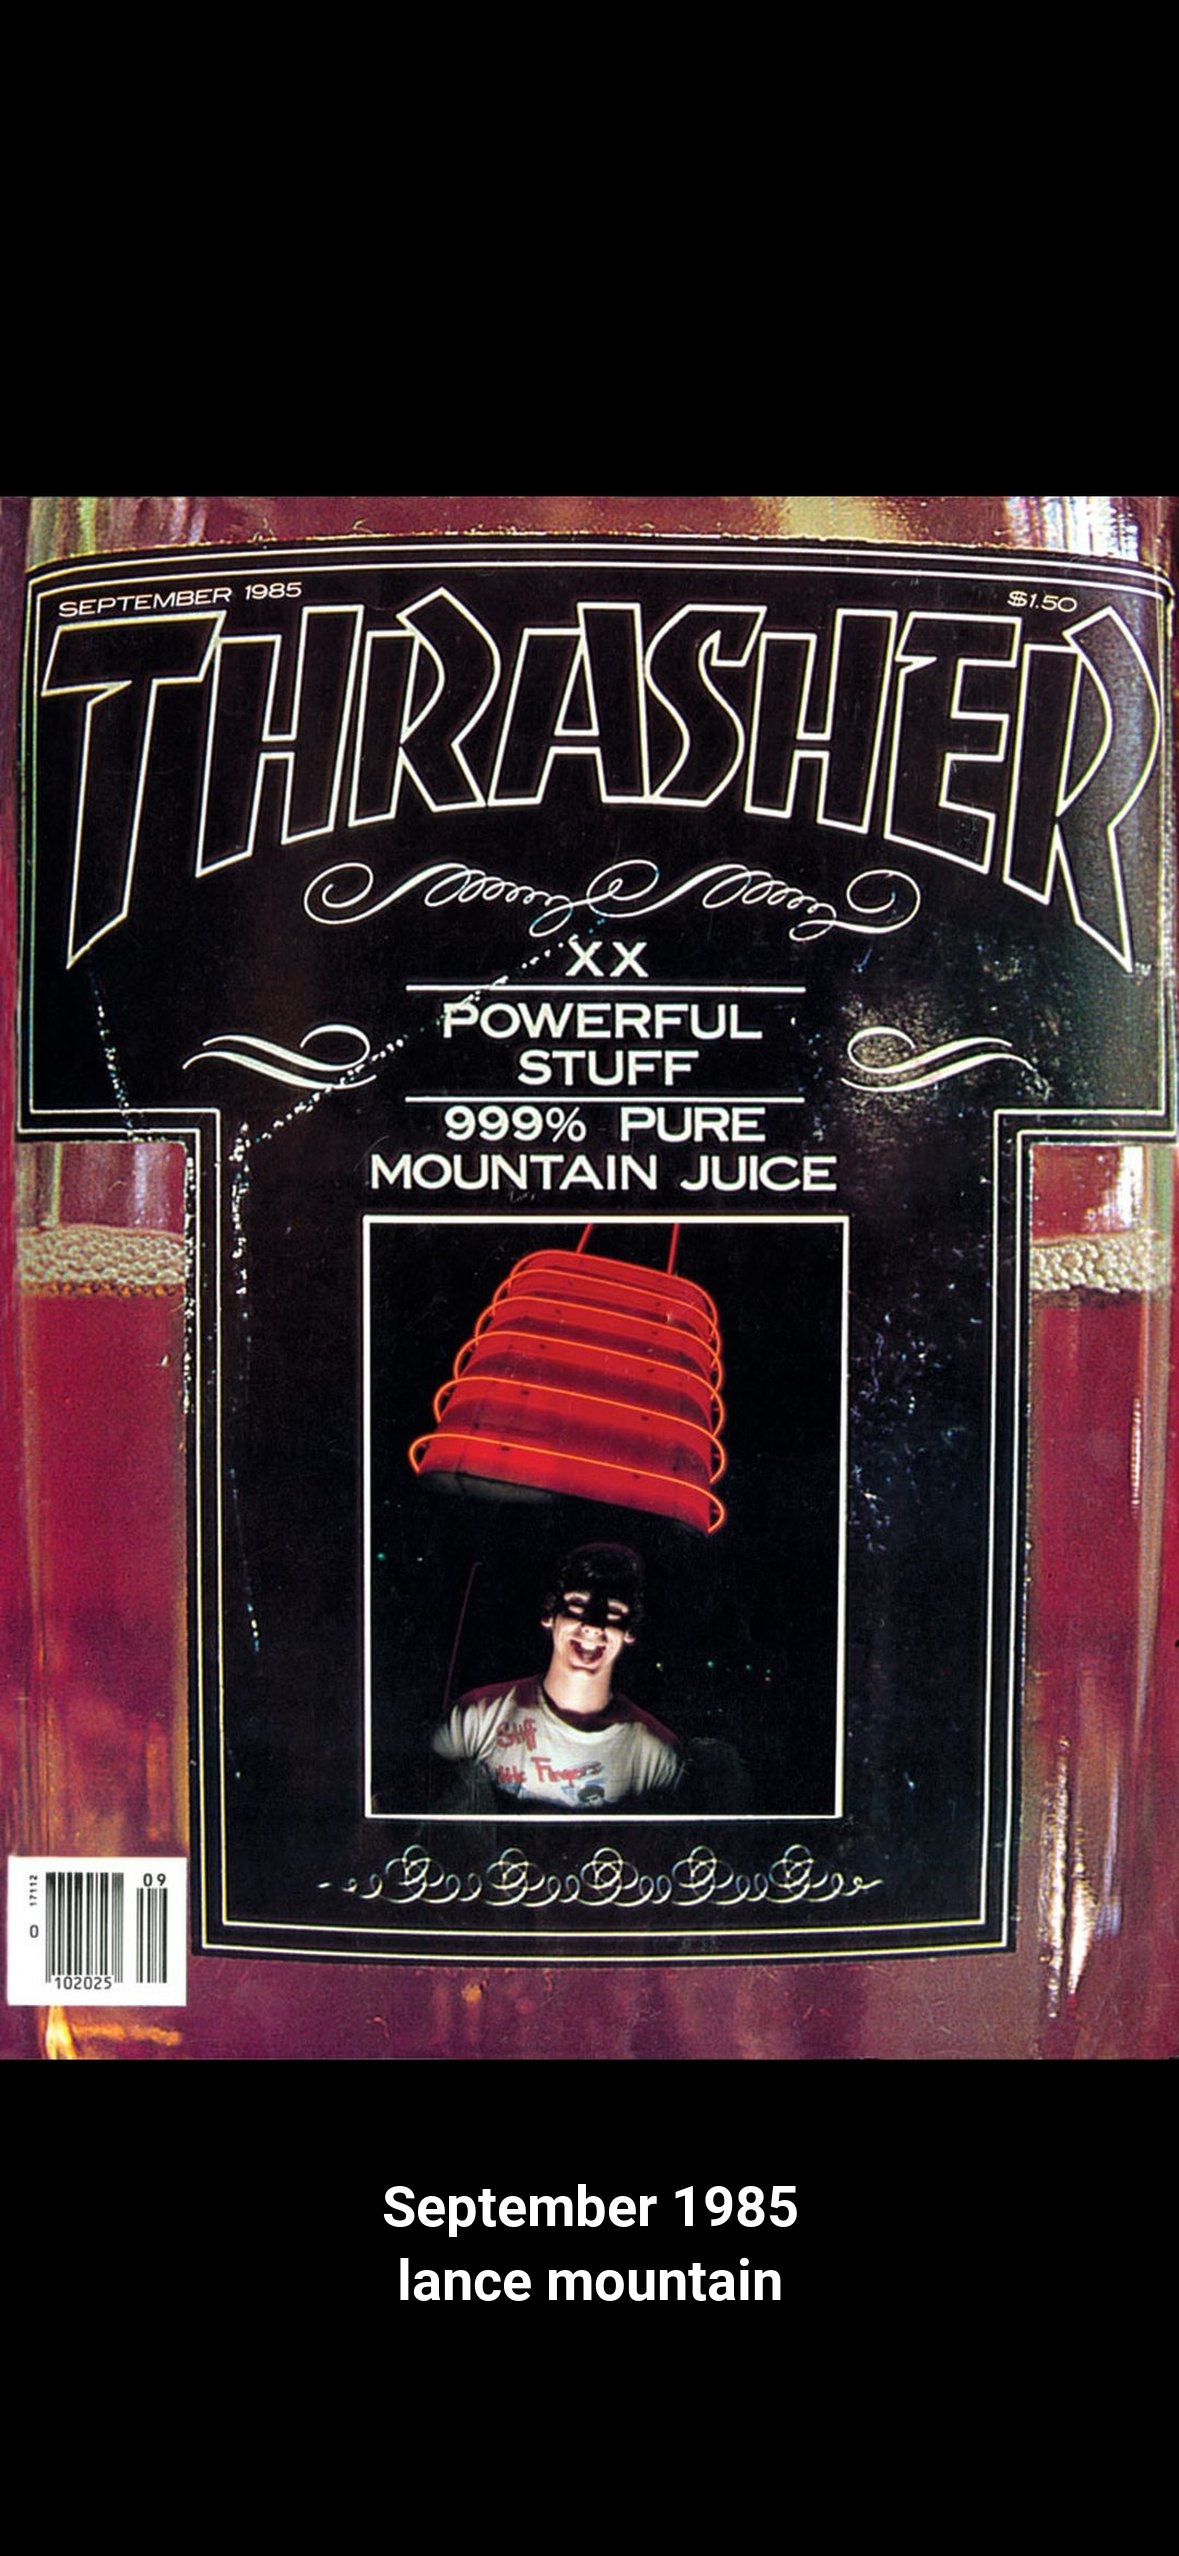 SEPTEMBER 1985
$1.50
THRASHER
XX
POWERFUL
STUFF
999% PURE
MOUNTAIN JUICE
Stiff
Little Fingers
17112
09
0
102025
September 1985
lance mountain